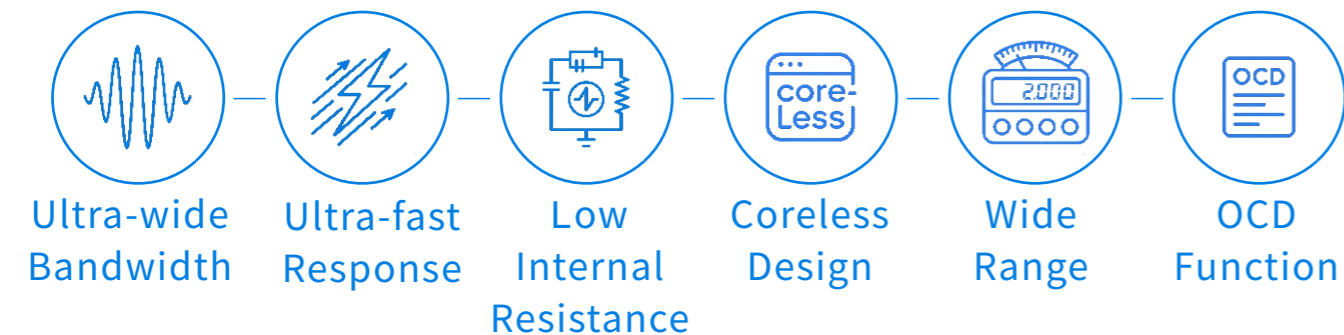 core-
Less
2.000
OCD
Ultra-wide
Bandwidth
Ultra-fast
Response
Low
Internal
Resistance
Coreless
Design
Wide
Range
OCD
Function